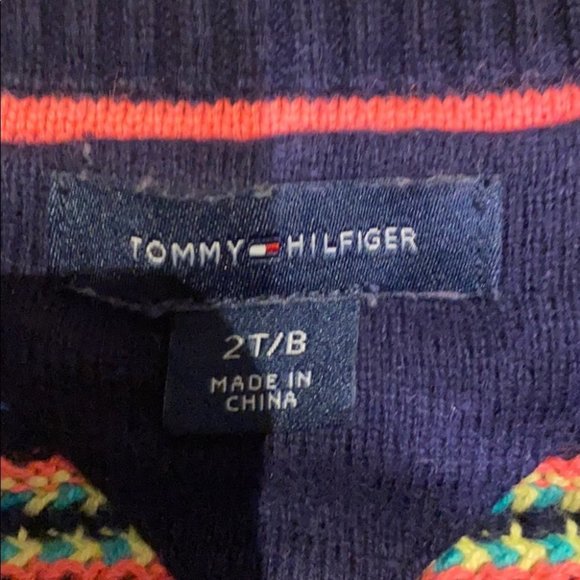 TOMMY HILFIGER
2T/B
MADE IN
CHINA